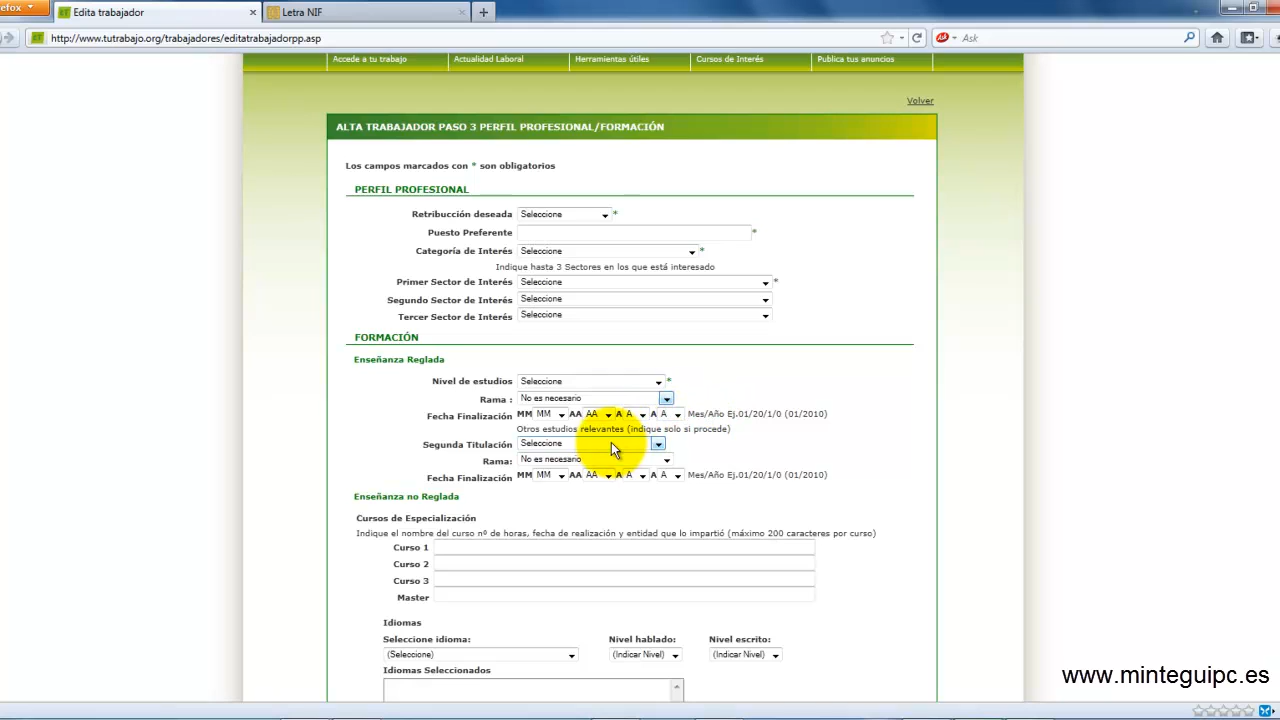 Edita trabajador
Letra NIF
http://www.tutrabajo.org/trabajadores/editatrabajadorpp.asp
Ask
Accede a tu trabajo
Actualidad Laboral
Herramientas útiles
Cursos de Interés
Publica tus anuncios
Volver
ALTA TRABAJADOR PASO 3 PERFIL PROFESIONAL/FORMACIÓN
Los campos marcados con * son obligatorios
PERFIL PROFESIONAL
Retribucción deseada Seleccione *
Puesto Preferente *
Categoría de Interés Seleccione *
Indique hasta 3 Sectores en los que está interesado
Primer Sector de Interés Seleccione *
Segundo Sector de Interés Seleccione
Tercer Sector de Interés Seleccione
FORMACIÓN
Enseñanza Reglada
Nivel de estudios Seleccione *
Rama : No es necesario
Fecha Finalización MM MM AA AA A A A A Mes/Año Ej.01/20/1/0 (01/2010)
Otros estudios relevantes (indique solo si procede)
Segunda Titulación Seleccione
Rama: No es necesario
Fecha Finalización MM MM AA AA A A A A Mes/Año Ej.01/20/1/0 (01/2010)
Enseñanza no Reglada
Cursos de Especialización
Indique el nombre del curso nº de horas, fecha de realización y entidad que lo impartió (máximo 200 caracteres por curso)
Curso 1
Curso 2
Curso 3
Master
Idiomas
Seleccione idioma: Nivel hablado: Nivel escrito:
(Seleccione) (Indicar Nivel) (Indicar Nivel)
Idiomas Seleccionados
www.minteguipc.es